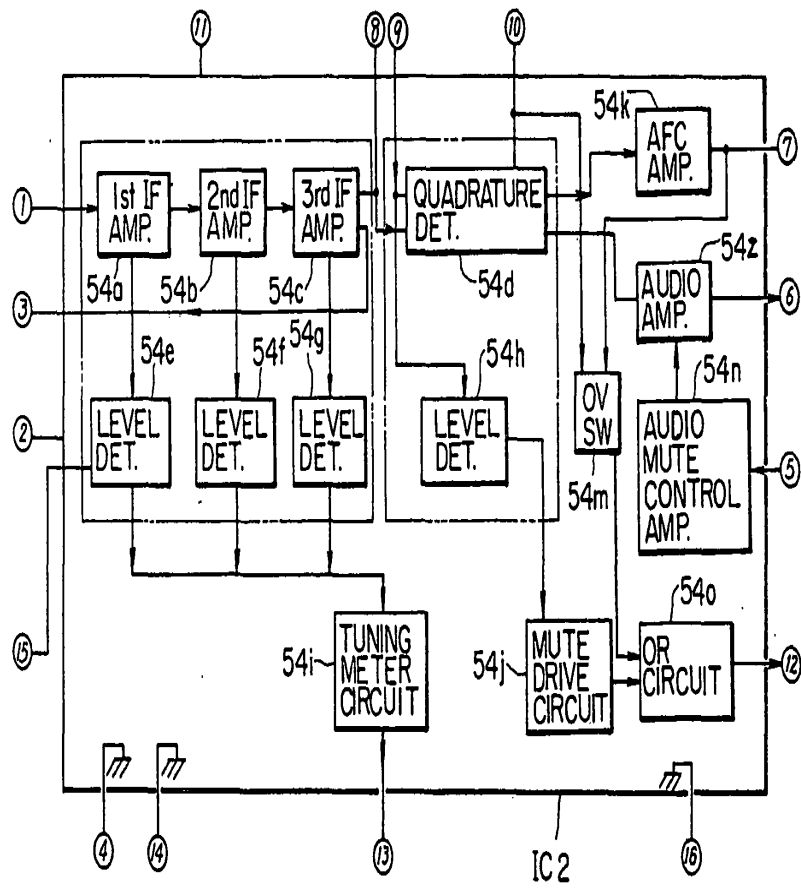 11
8
9
10
54k
AFC
AMP.
7
1
1st IF
AMP.
2nd IF
AMP.
3rd IF
AMP.
QUADRATURE
DET.
54a
54b
54c
54d
54z
AUDIO
AMP.
6
3
54e
54f
54g
54h
OV
SW
54m
54n
AUDIO
MUTE
CONTROL
AMP.
5
2
LEVEL
DET.
LEVEL
DET.
LEVEL
DET.
LEVEL
DET.
15
54i
TUNING
METER
CIRCUIT
54j
MUTE
DRIVE
CIRCUIT
54o
OR
CIRCUIT
12
4
14
13
IC2
16